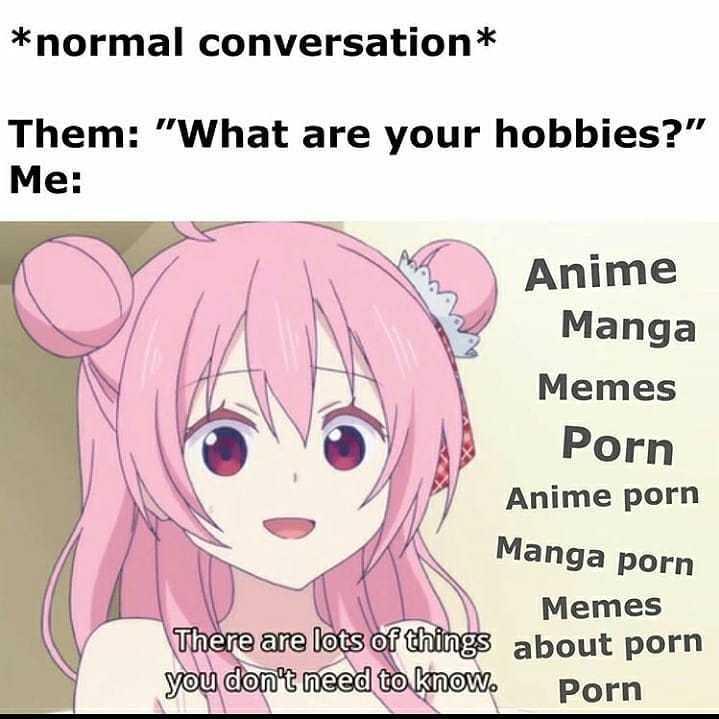 *normal conversation*
Them: ”What are your hobbies?”
Me:
Anime
Manga
Memes
Porn
Anime porn
Manga porn
Memes
about porn
Porn
There are lots of things
you don't need to know.